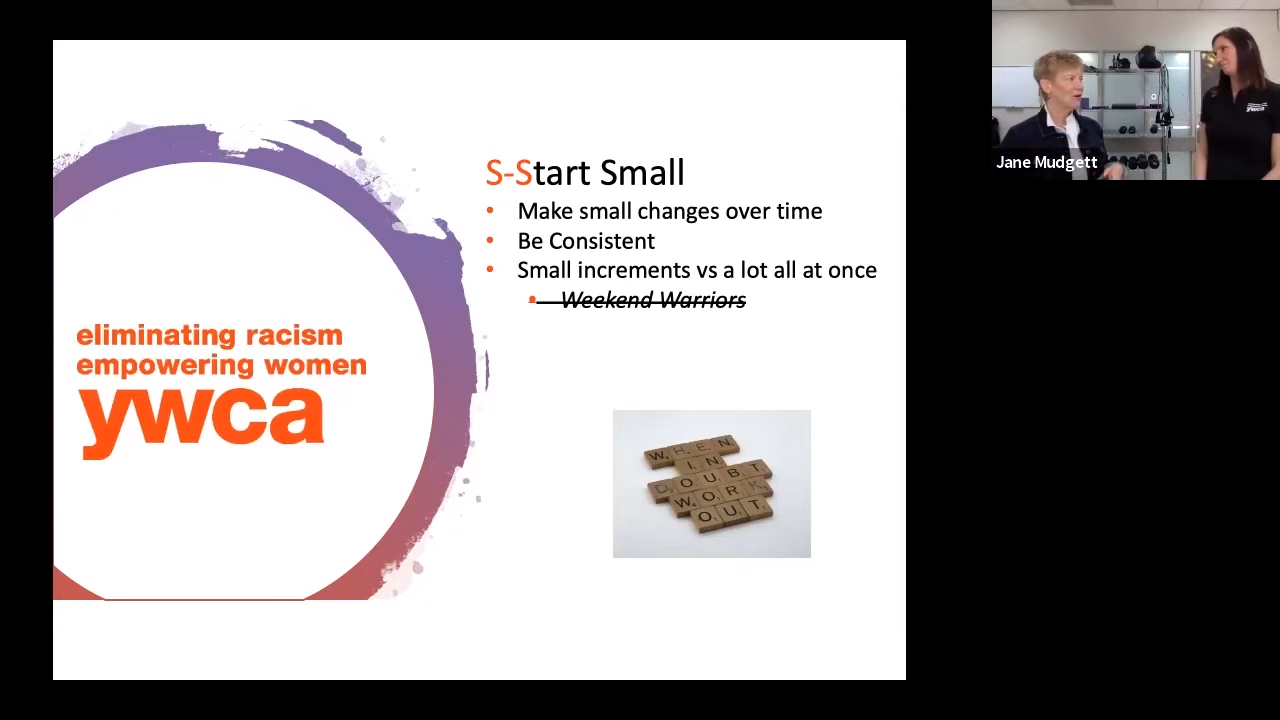 S-Start Small
• Make small changes over time
• Be Consistent
• Small increments vs a lot all at once
• Weekend Warriors
eliminating racism
empowering women
ywca
WHEN
IN
DOUBT
WORK
OUT
Jane Mudgett
ywca